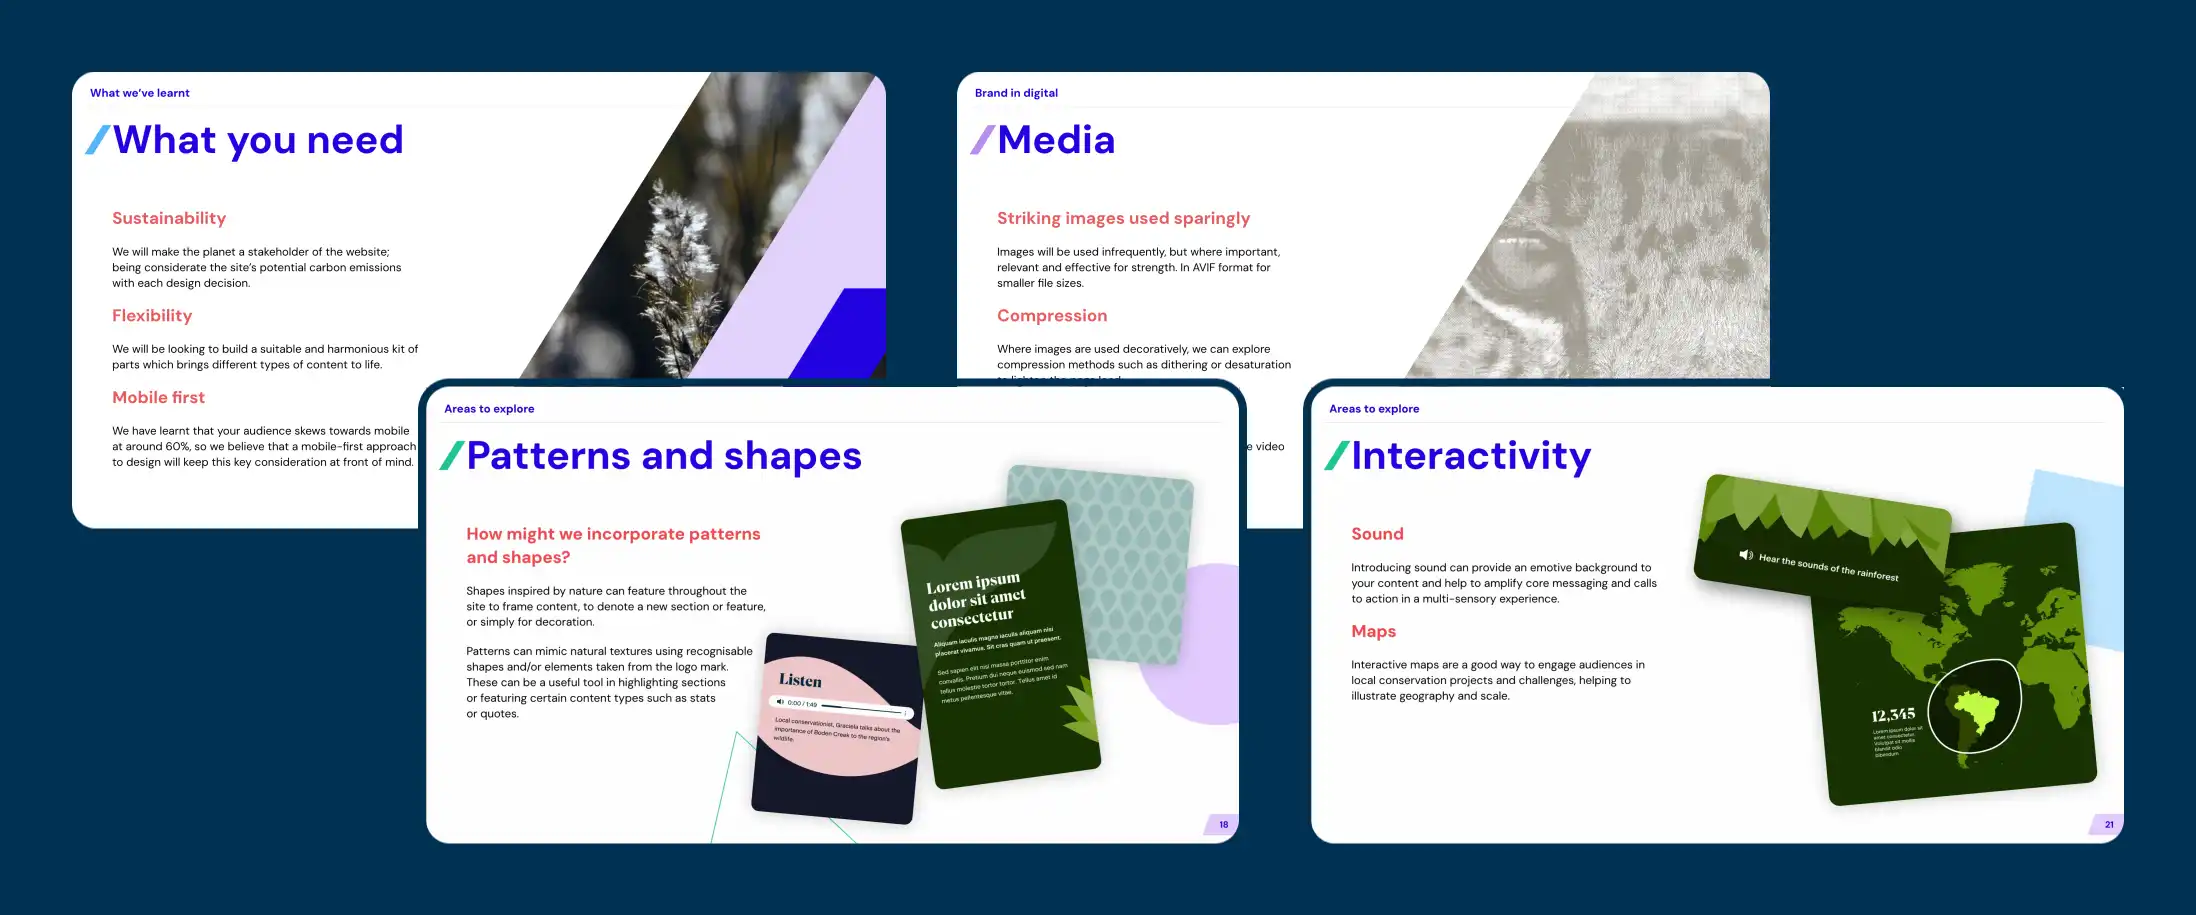 What we've learnt
What you need
Sustainability
We will make the planet a stakeholder of the website;
being considerate the site's potential carbon emissions
with each design decision.
Flexibility
We will be looking to build a suitable and harmonious kit of
parts which brings different types of content to life.
Mobile first
We have learnt that your audience skews towards mobile
at around 60%, so we believe that a mobile-first approach
to design will keep this key consideration at front of mind.
Brand in digital
Media
Striking images used sparingly
Images will be used infrequently, but where important,
relevant and effective for strength. In AVIF format for
smaller file sizes.
Compression
Where images are used decoratively, we can explore
compression methods such as dithering or desaturation
to lighten the page load.
video
Areas to explore
Patterns and shapes
How might we incorporate patterns
and shapes?
Shapes inspired by nature can feature throughout the
site to frame content, to denote a new section or feature,
or simply for decoration.
Patterns can mimic natural textures using recognisable
shapes and/or elements taken from the logo mark.
These can be a useful tool in highlighting sections
or featuring certain content types such as stats
or quotes.
Listen
0:00 / 1:49
Local conservationist, Graciela talks about the
importance of Boden Creek to the region's
wildlife.
Lorem ipsum
dolor sit amet
consectetur
Aliquam iaculis magna iaculis aliquam nisi
placerat vivamus. Sit cras quam ut praesent.
Sed sapien elit nisl massa porttitor enim
convallis. Pretium dui neque euismod sed nam
tellus molestie tortor tortor. Tellus amet id
metus pellentesque vitae.
18
Areas to explore
Interactivity
Sound
Introducing sound can provide an emotive background to
your content and help to amplify core messaging and calls
to action in a multi-sensory experience.
Maps
Interactive maps are a good way to engage audiences in
local conservation projects and challenges, helping to
illustrate geography and scale.
Hear the sounds of the rainforest
12,345
Lorem ipsum dolor sit
amet consectetur.
Volutpat sit mollis
blandit odio
bibendum.
21